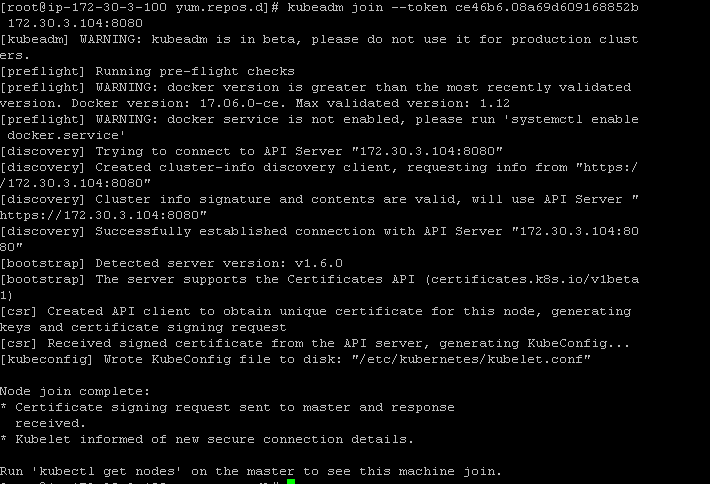 [root@ip-172-30-3-100 yum.repos.d]# kubeadm join --token ce46b6.08a69d609168852b
 172.30.3.104:8080
[kubeadm] WARNING: kubeadm is in beta, please do not use it for production clust
ers.
[preflight] Running pre-flight checks
[preflight] WARNING: docker version is greater than the most recently validated
version. Docker version: 17.06.0-ce. Max validated version: 1.12
[preflight] WARNING: docker service is not enabled, please run 'systemctl enable
 docker.service'
[discovery] Trying to connect to API Server "172.30.3.104:8080"
[discovery] Created cluster-info discovery client, requesting info from "https:/
/172.30.3.104:8080"
[discovery] Cluster info signature and contents are valid, will use API Server "
https://172.30.3.104:8080"
[discovery] Successfully established connection with API Server "172.30.3.104:80
80"
[bootstrap] Detected server version: v1.6.0
[bootstrap] The server supports the Certificates API (certificates.k8s.io/v1beta
1)
[csr] Created API client to obtain unique certificate for this node, generating
keys and certificate signing request
[csr] Received signed certificate from the API server, generating KubeConfig...
[kubeconfig] Wrote KubeConfig file to disk: "/etc/kubernetes/kubelet.conf"

Node join complete:
* Certificate signing request sent to master and response
  received.
* Kubelet informed of new secure connection details.

Run 'kubectl get nodes' on the master to see this machine join.